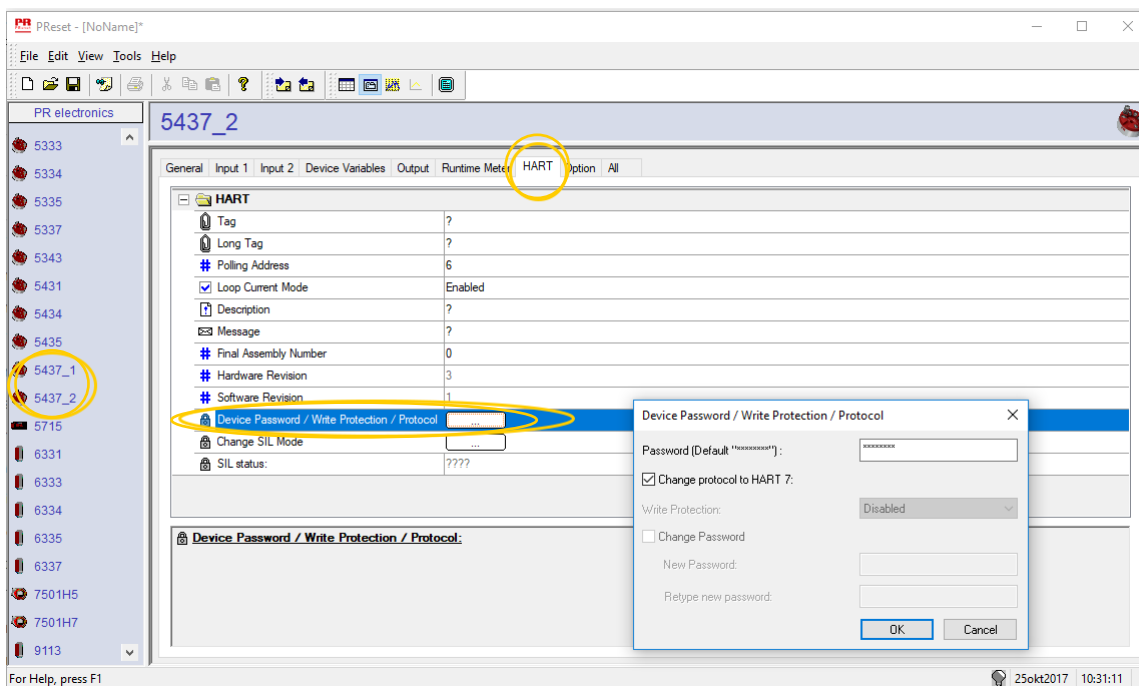 PR PReset - [NoName]*
File Edit View Tools Help
PR electronics
5333
5334
5335
5337
5343
5431
5434
5435
5437_1
5437_2
5715
6331
6333
6334
6335
6337
7501H5
7501H7
9113
5437_2
General Input 1 Input 2 Device Variables Output Runtime Meter HART Option All
HART
Tag ?
Long Tag ?
Polling Address 6
Loop Current Mode Enabled
Description ?
Message ?
Final Assembly Number 0
Hardware Revision 3
Software Revision 1
Device Password / Write Protection / Protocol ...
Change SIL Mode ...
SIL status: ????
Device Password / Write Protection / Protocol:
Device Password / Write Protection / Protocol
Password (Default "********") : ********
Change protocol to HART 7:
Write Protection: Disabled
Change Password
New Password:
Retype new password:
OK Cancel
For Help, press F1 25okt2017 10:31:11